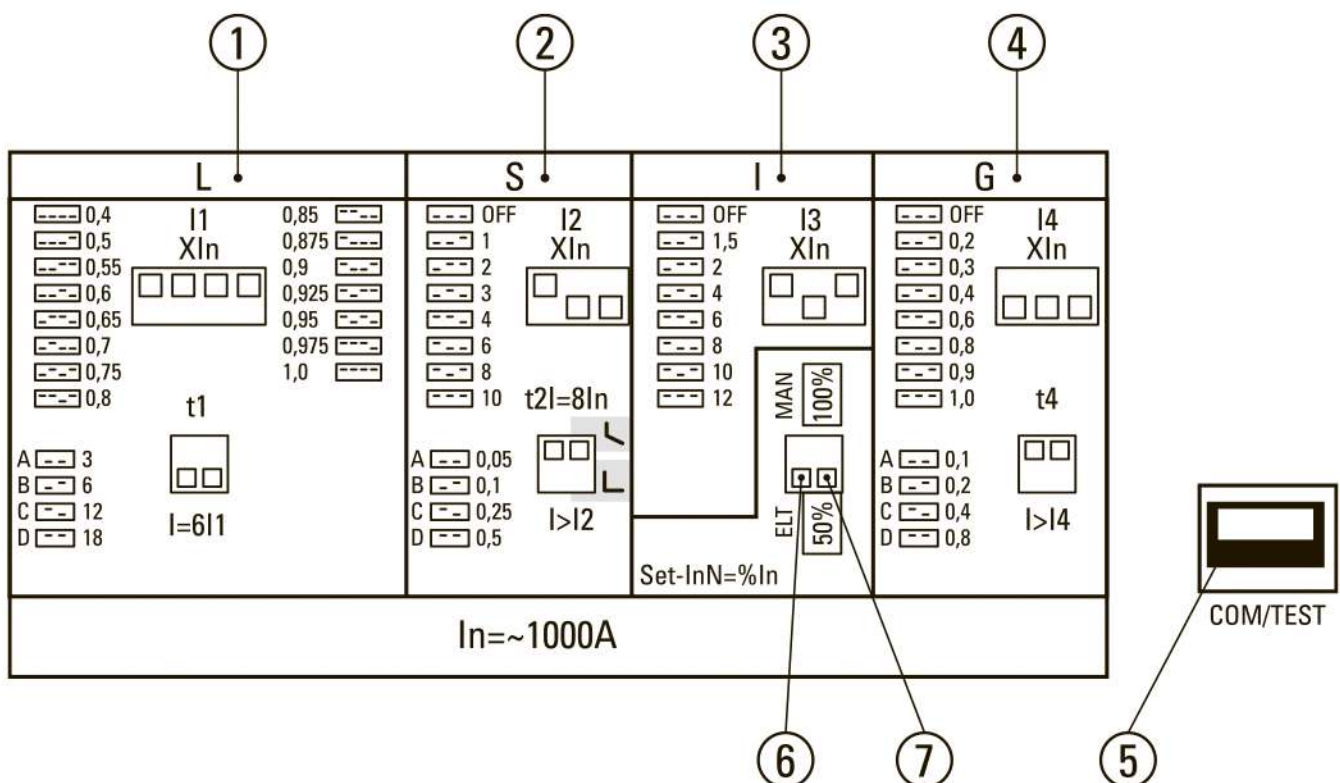 1 2 3 4
L S I G
0,4
0,5
0,55
0,6
0,65
0,7
0,75
0,8
I1
XIn
0,85
0,875
0,9
0,925
0,95
0,975
1,0
t1
A 3
B 6
C 12
D 18
I=6I1
OFF
1
2
3
4
6
8
10
I2
XIn
t2I=8In
A 0,05
B 0,1
C 0,25
D 0,5
I>I2
OFF
1,5
2
4
6
8
10
12
I3
XIn
MAN
100%
ELT
50%
Set-InN=%In
OFF
0,2
0,3
0,4
0,6
0,8
0,9
1,0
I4
XIn
t4
A 0,1
B 0,2
C 0,4
D 0,8
I>I4
In=~1000A
COM/TEST
6 7 5